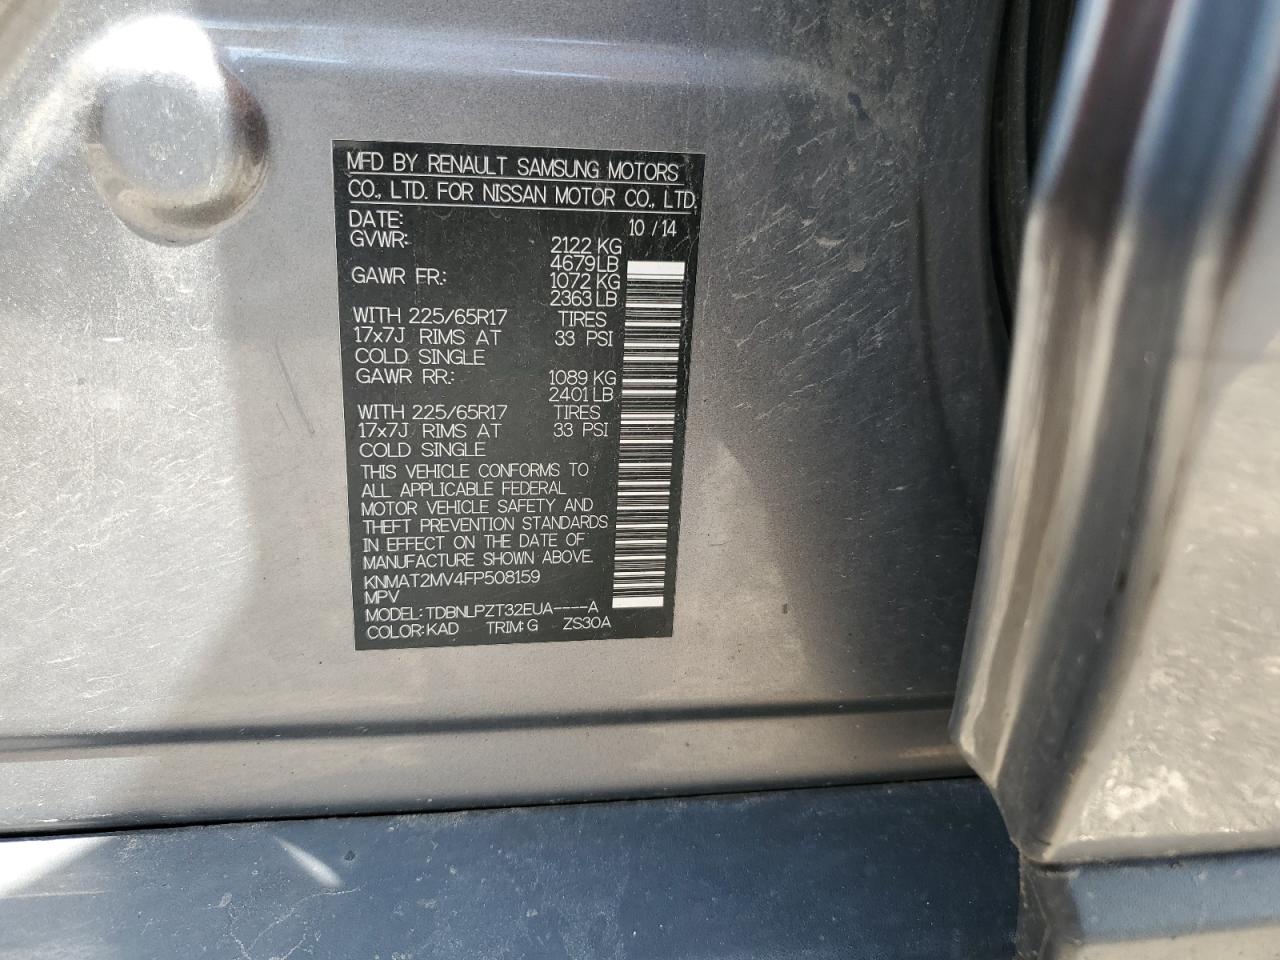 MFD BY RENAULT SAMSUNG MOTORS
CO., LTD. FOR NISSAN MOTOR CO., LTD.
DATE: 10 / 14
GVWR: 2122 KG
4679 LB
GAWR FR: 1072 KG
2363 LB
WITH 225/65R17 TIRES
17x7J RIMS AT 33 PSI
COLD SINGLE
GAWR RR: 1089 KG
2401 LB
WITH 225/65R17 TIRES
17x7J RIMS AT 33 PSI
COLD SINGLE
THIS VEHICLE CONFORMS TO
ALL APPLICABLE FEDERAL
MOTOR VEHICLE SAFETY AND
THEFT PREVENTION STANDARDS
IN EFFECT ON THE DATE OF
MANUFACTURE SHOWN ABOVE.
KNMAT2MV4FP508159
MPV
MODEL: TDBNLPZT32EUA----A
COLOR: KAD TRIM: G ZS30A